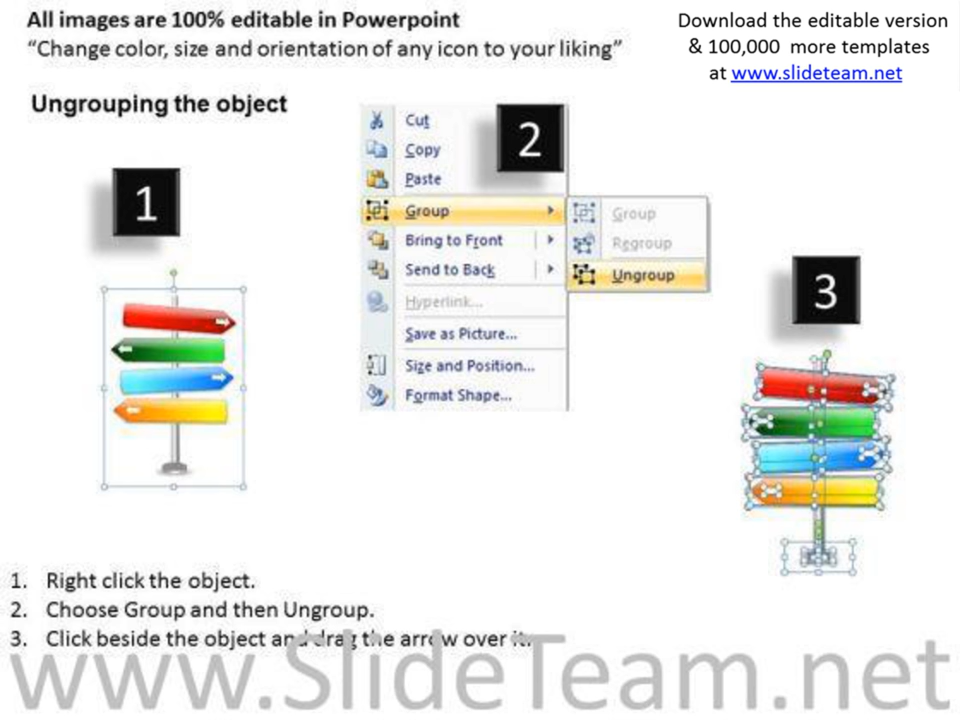 All images are 100% editable in Powerpoint
“Change color, size and orientation of any icon to your liking”
Download the editable version
& 100,000 more templates
at www.slideteam.net
Ungrouping the object
1
2
Cut
Copy
Paste
Group
Bring to Front
Send to Back
Hyperlink...
Save as Picture...
Size and Position...
Format Shape...
Group
Regroup
Ungroup
3
1. Right click the object.
2. Choose Group and then Ungroup.
3. Click beside the object and drag the arrow over it.
www.SlideTeam.net